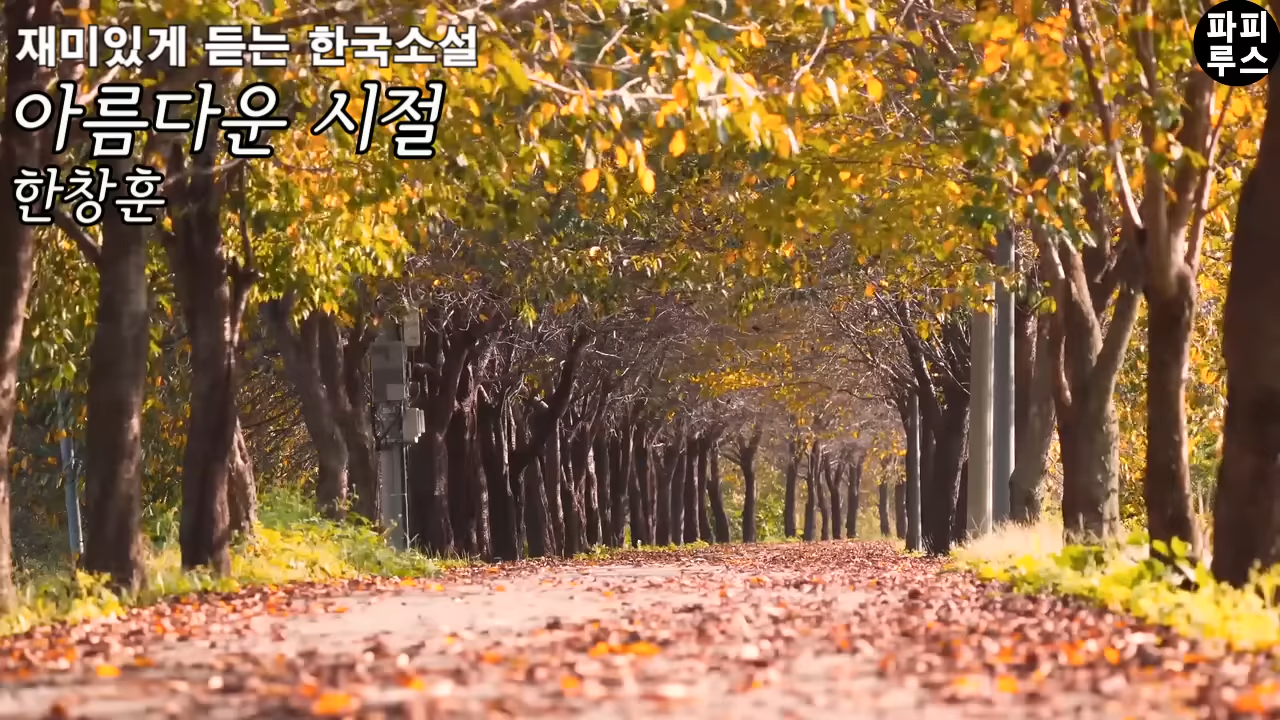 재미있게 듣는 한국소설
아름다운 시절
한창훈
파피
루스